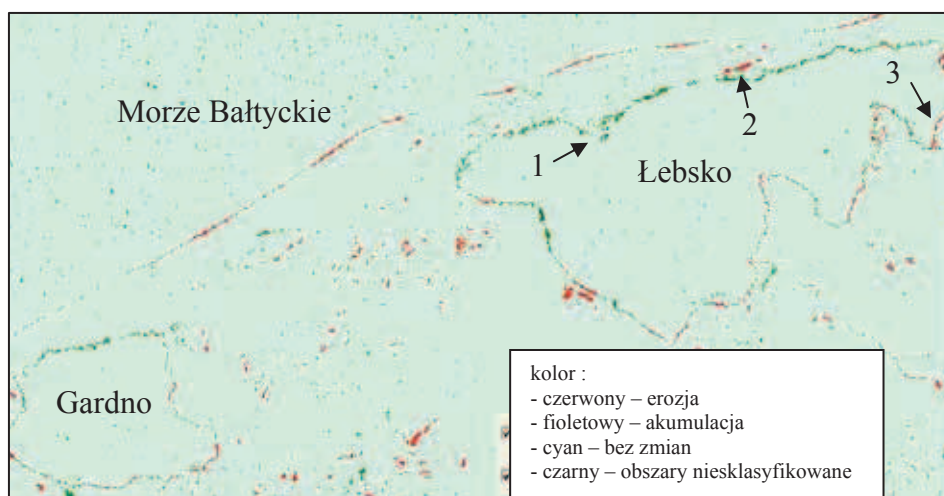 Morze Bałtyckie
3
2
1
Łebsko
Gardno
kolor :
- czerwony – erozja
- fioletowy – akumulacja
- cyan – bez zmian
- czarny – obszary niesklasyfikowane